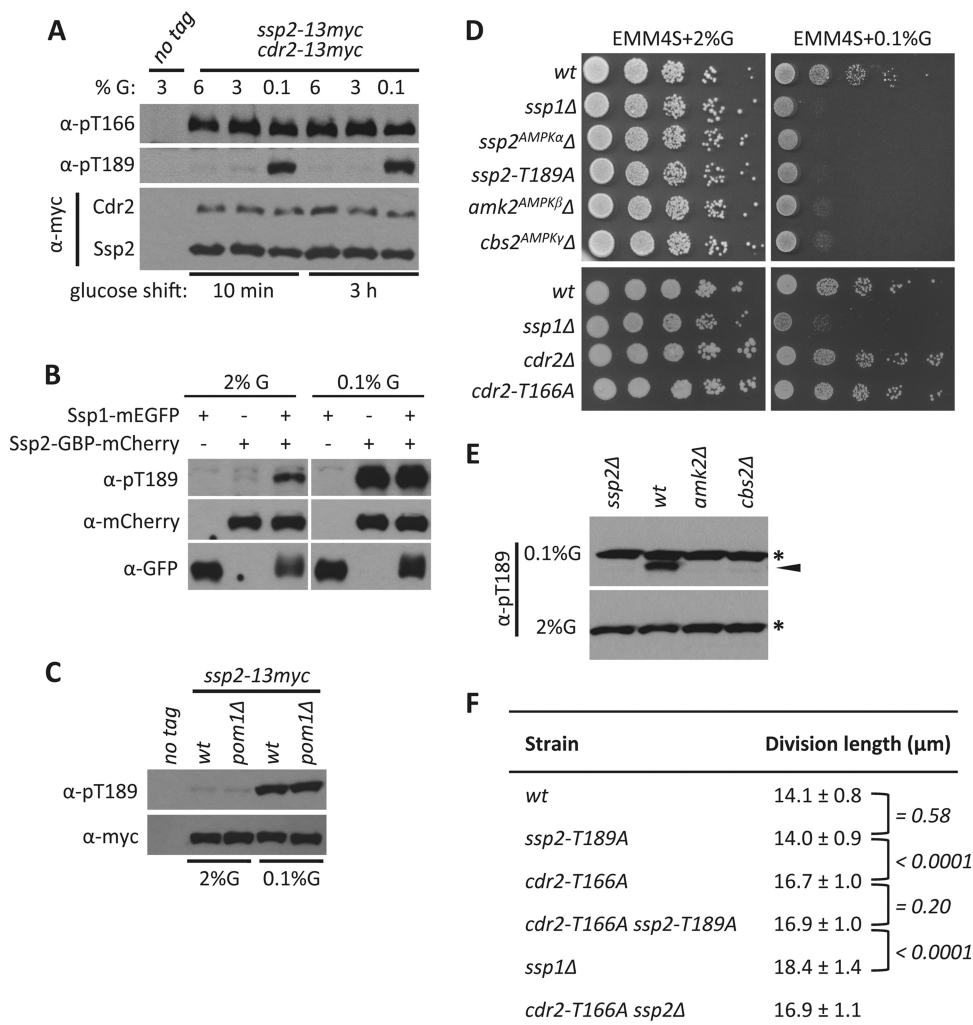 A
no tag
ssp2-13myc
cdr2-13myc
% G: 3 6 3 0.1 6 3 0.1
α-pT166
α-pT189
α-myc
Cdr2
Ssp2
glucose shift: 10 min 3 h
B
2% G 0.1% G
Ssp1-mEGFP + - + + - +
Ssp2-GBP-mCherry - + + - + +
α-pT189
α-mCherry
α-GFP
C
ssp2-13myc
no tag wt pom1Δ wt pom1Δ
α-pT189
α-myc
2%G 0.1%G
D
EMM4S+2%G EMM4S+0.1%G
wt
ssp1Δ
ssp2AMPKαΔ
ssp2-T189A
amk2AMPKβΔ
cbs2AMPKγΔ
wt
ssp1Δ
cdr2Δ
cdr2-T166A
E
ssp2Δ wt amk2Δ cbs2Δ
α-pT189
0.1%G *
2%G *
F
Strain Division length (μm)
wt 14.1 ± 0.8
= 0.58
ssp2-T189A 14.0 ± 0.9
< 0.0001
cdr2-T166A 16.7 ± 1.0
= 0.20
cdr2-T166A ssp2-T189A 16.9 ± 1.0
< 0.0001
ssp1Δ 18.4 ± 1.4
cdr2-T166A ssp2Δ 16.9 ± 1.1